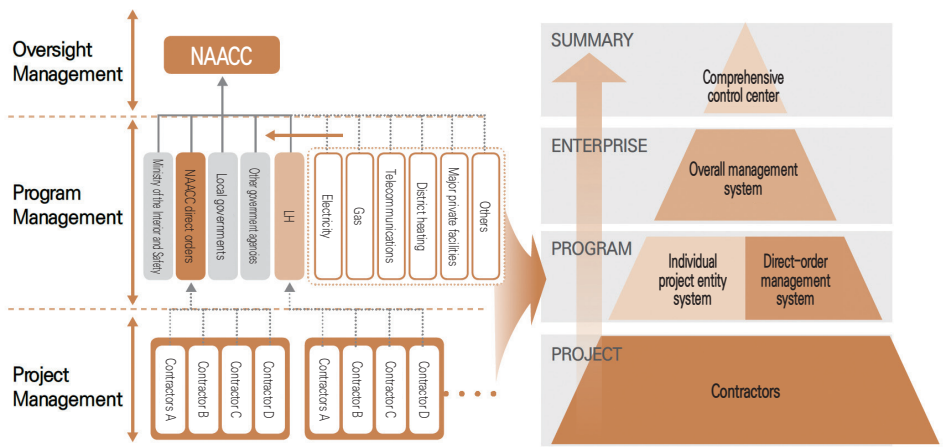 Oversight
Management
NAACC
Program
Management
Ministry of the Interior and Safety
NAACC direct orders
Local governments
Other government agencies
LH
Electricity
Gas
Telecommunications
District heating
Major private facilities
Others
Project
Management
Contractors A
Contractor B
Contractor C
Contractor D
Contractors A
Contractor B
Contractor C
Contractor D
SUMMARY
Comprehensive
control center
ENTERPRISE
Overall management
system
PROGRAM
Individual
project entity
system
Direct-order
management
system
PROJECT
Contractors